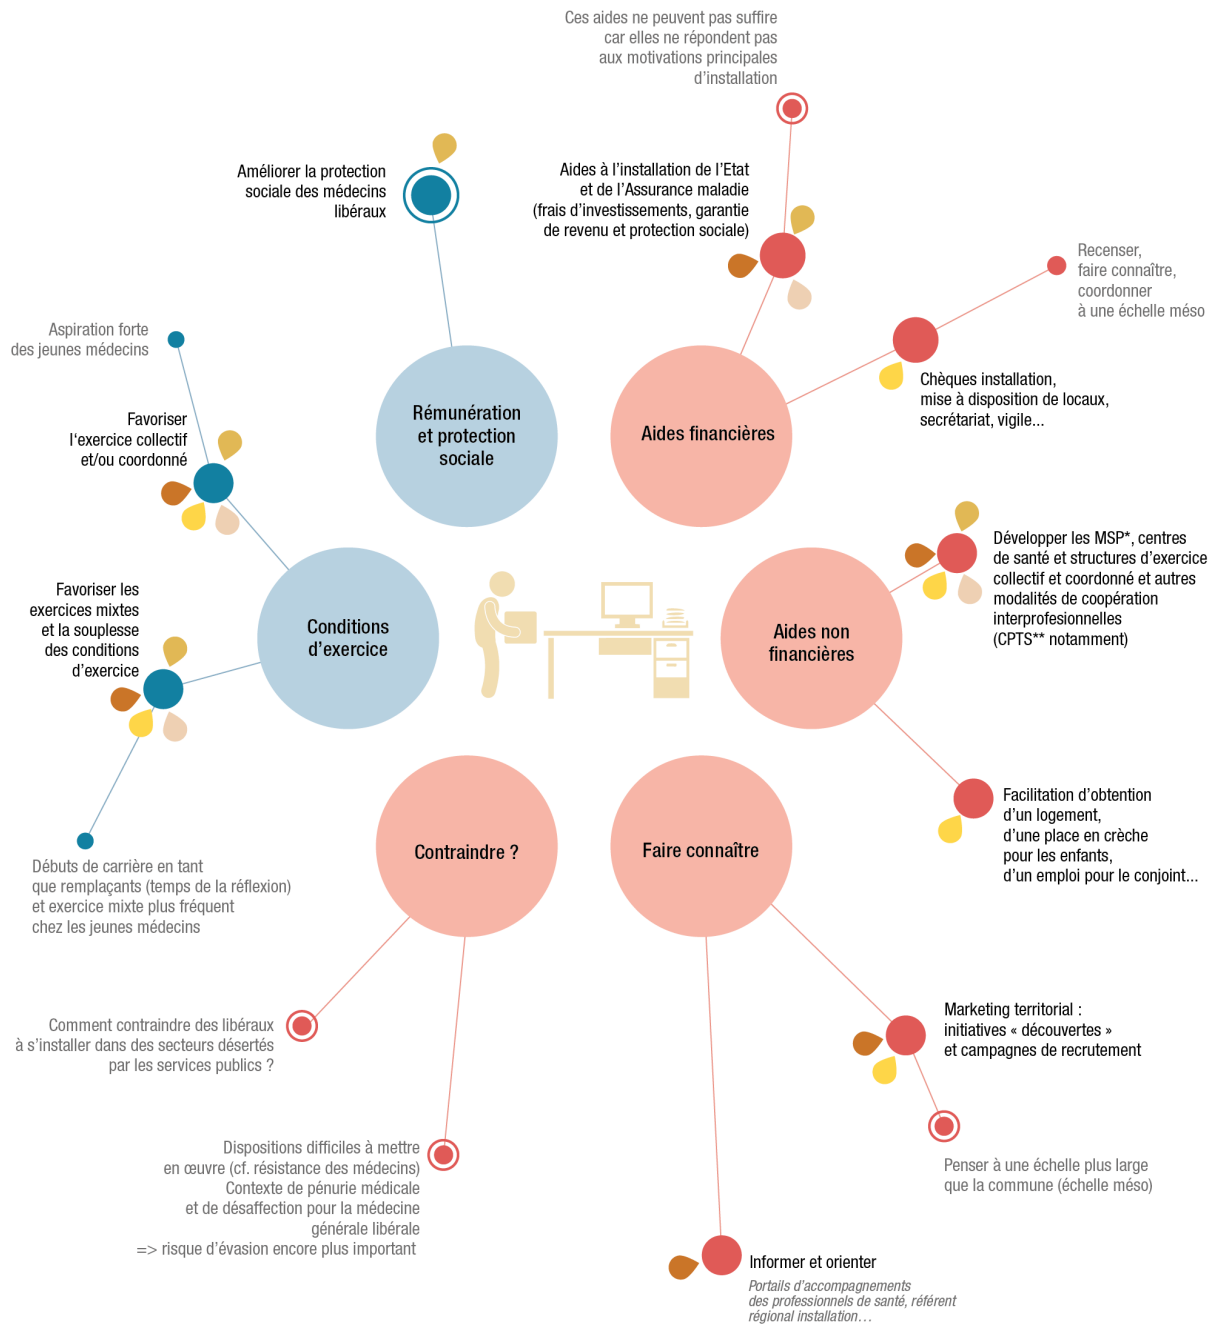 Ces aides ne peuvent pas suffire
car elles ne répondent pas
aux motivations principales
d’installation
Améliorer la protection
sociale des médecins
libéraux
Aides à l’installation de l’Etat
et de l’Assurance maladie
(frais d’investissements, garantie
de revenu et protection sociale)
Recenser,
faire connaître,
coordonner
à une échelle méso
Aspiration forte
des jeunes médecins
Chèques installation,
mise à disposition de locaux,
secrétariat, vigile...
Rémunération
et protection
sociale
Aides financières
Favoriser
l‘exercice collectif
et/ou coordonné
Développer les MSP*, centres
de santé et structures d’exercice
collectif et coordonné et autres
modalités de coopération
interprofesionnelles
(CPTS** notamment)
Favoriser les
exercices mixtes
et la souplesse
des conditions
d’exercice
Conditions
d’exercice
Aides non
financières
Facilitation d’obtention
d’un logement,
d’une place en crèche
pour les enfants,
d’un emploi pour le conjoint...
Contraindre ?
Faire connaître
Débuts de carrière en tant
que remplaçants (temps de la réflexion)
et exercice mixte plus fréquent
chez les jeunes médecins
Comment contraindre des libéraux
à s’installer dans des secteurs désertés
par les services publics ?
Marketing territorial :
initiatives « découvertes »
et campagnes de recrutement
Dispositions difficiles à mettre
en œuvre (cf. résistance des médecins)
Contexte de pénurie médicale
et de désaffection pour la médecine
générale libérale
=> risque d’évasion encore plus important
Penser à une échelle plus large
que la commune (échelle méso)
Informer et orienter
Portails d’accompagnements
des professionnels de santé, référent
régional installation…